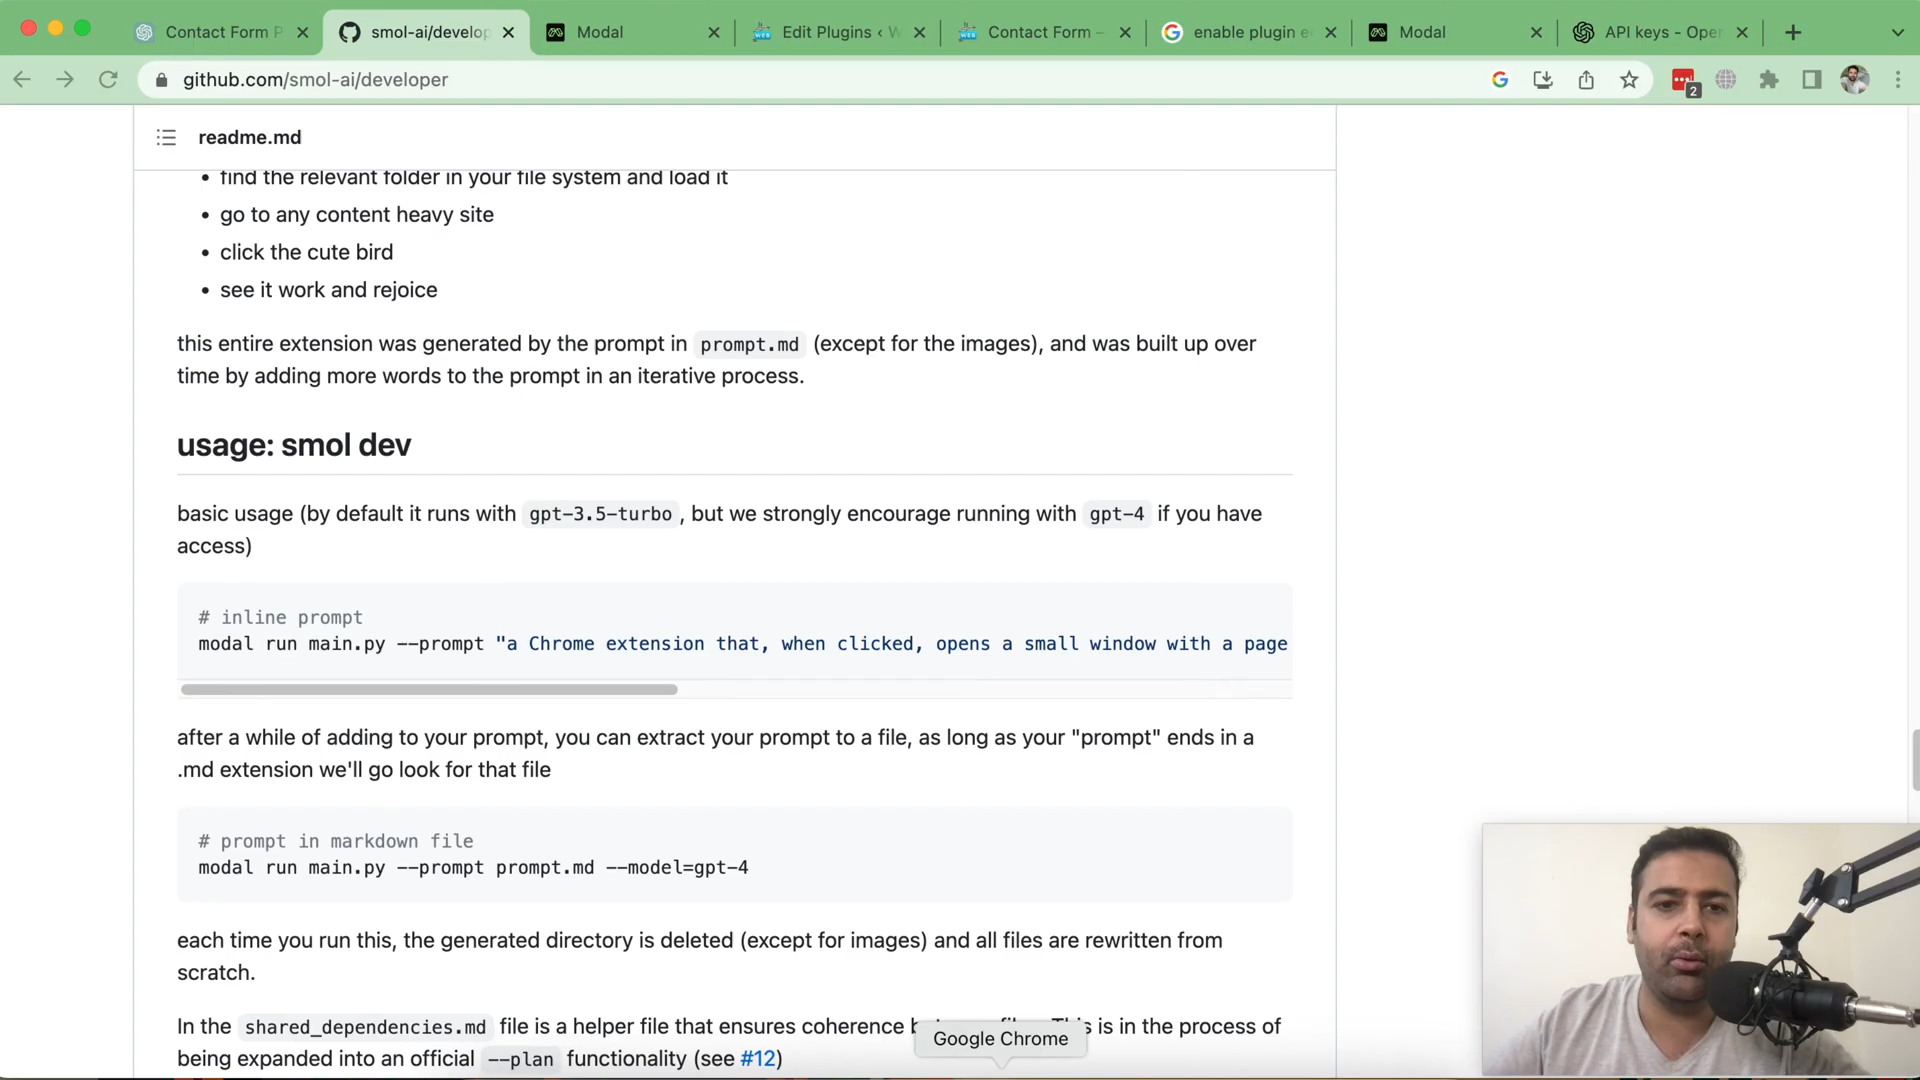 Contact Form P
smol-ai/develop
Modal
Edit Plugins ‹ W
Contact Form –
enable plugin e
Modal
API keys - Ope
github.com/smol-ai/developer
2
readme.md
• find the relevant folder in your file system and load it
• go to any content heavy site
• click the cute bird
• see it work and rejoice
this entire extension was generated by the prompt in prompt.md (except for the images), and was built up over
time by adding more words to the prompt in an iterative process.
usage: smol dev
basic usage (by default it runs with gpt-3.5-turbo , but we strongly encourage running with gpt-4 if you have
access)
# inline prompt
modal run main.py --prompt "a Chrome extension that, when clicked, opens a small window with a page
after a while of adding to your prompt, you can extract your prompt to a file, as long as your "prompt" ends in a
.md extension we'll go look for that file
# prompt in markdown file
modal run main.py --prompt prompt.md --model=gpt-4
each time you run this, the generated directory is deleted (except for images) and all files are rewritten from
scratch.
In the shared_dependencies.md file is a helper file that ensures coherence is in the process of
Google Chrome
being expanded into an official --plan functionality (see #12)